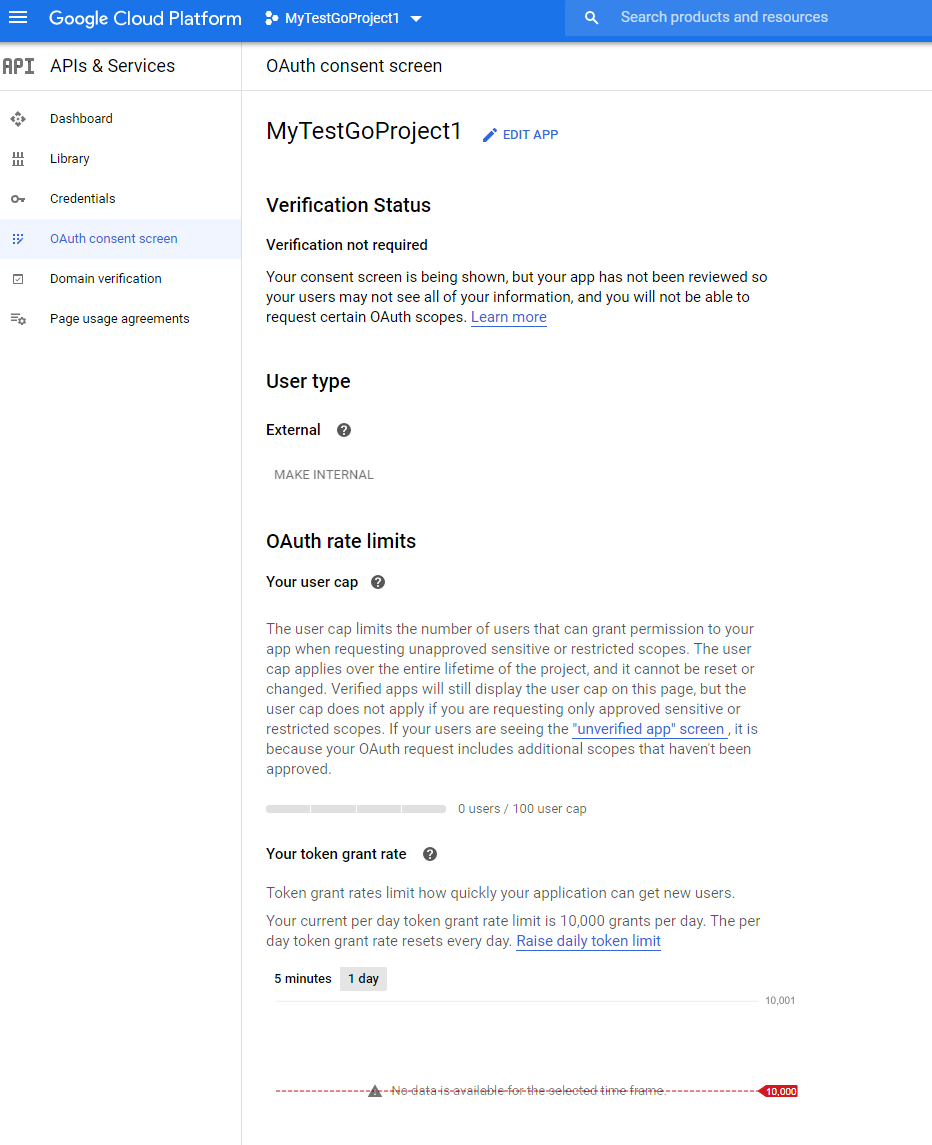 Google Cloud Platform
MyTestGoProject1
Search products and resources
API
APIs & Services
OAuth consent screen
Dashboard
Library
Credentials
OAuth consent screen
Domain verification
Page usage agreements
MyTestGoProject1
EDIT APP
Verification Status
Verification not required
Your consent screen is being shown, but your app has not been reviewed so
your users may not see all of your information, and you will not be able to
request certain OAuth scopes. Learn more
User type
External
MAKE INTERNAL
OAuth rate limits
Your user cap
The user cap limits the number of users that can grant permission to your
app when requesting unapproved sensitive or restricted scopes. The user
cap applies over the entire lifetime of the project, and it cannot be reset or
changed. Verified apps will still display the user cap on this page, but the
user cap does not apply if you are requesting only approved sensitive or
restricted scopes. If your users are seeing the "unverified app" screen , it is
because your OAuth request includes additional scopes that haven't been
approved.
0 users / 100 user cap
Your token grant rate
Token grant rates limit how quickly your application can get new users.
Your current per day token grant rate limit is 10,000 grants per day. The per
day token grant rate resets every day. Raise daily token limit
5 minutes
1 day
10,001
No data is available for the selected time frame.
10,000